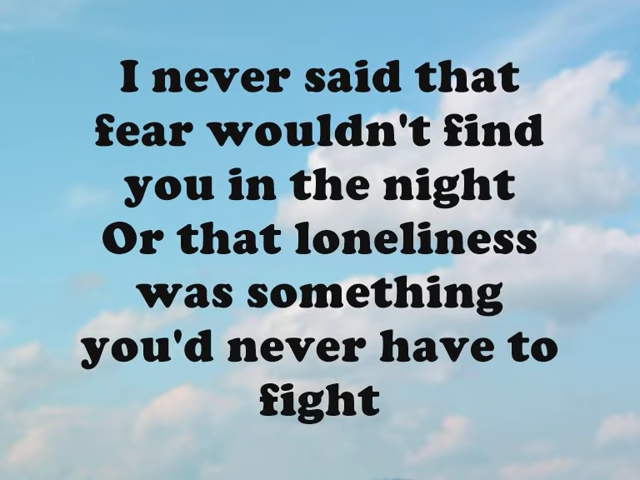 I never said that
fear wouldn't find
you in the night
Or that loneliness
was something
you'd never have to
fight